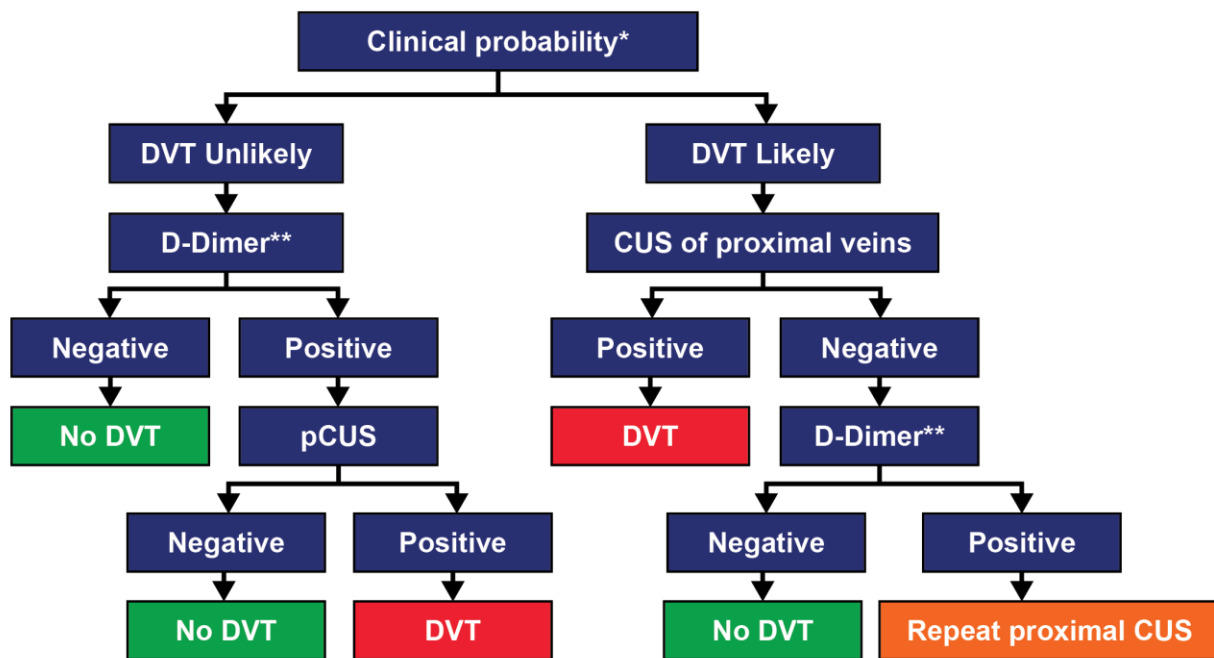 Clinical probability*
DVT Unlikely
DVT Likely
D-Dimer**
CUS of proximal veins
Negative
Positive
Positive
Negative
No DVT
pCUS
DVT
D-Dimer**
Negative
Positive
Negative
Positive
No DVT
DVT
No DVT
Repeat proximal CUS